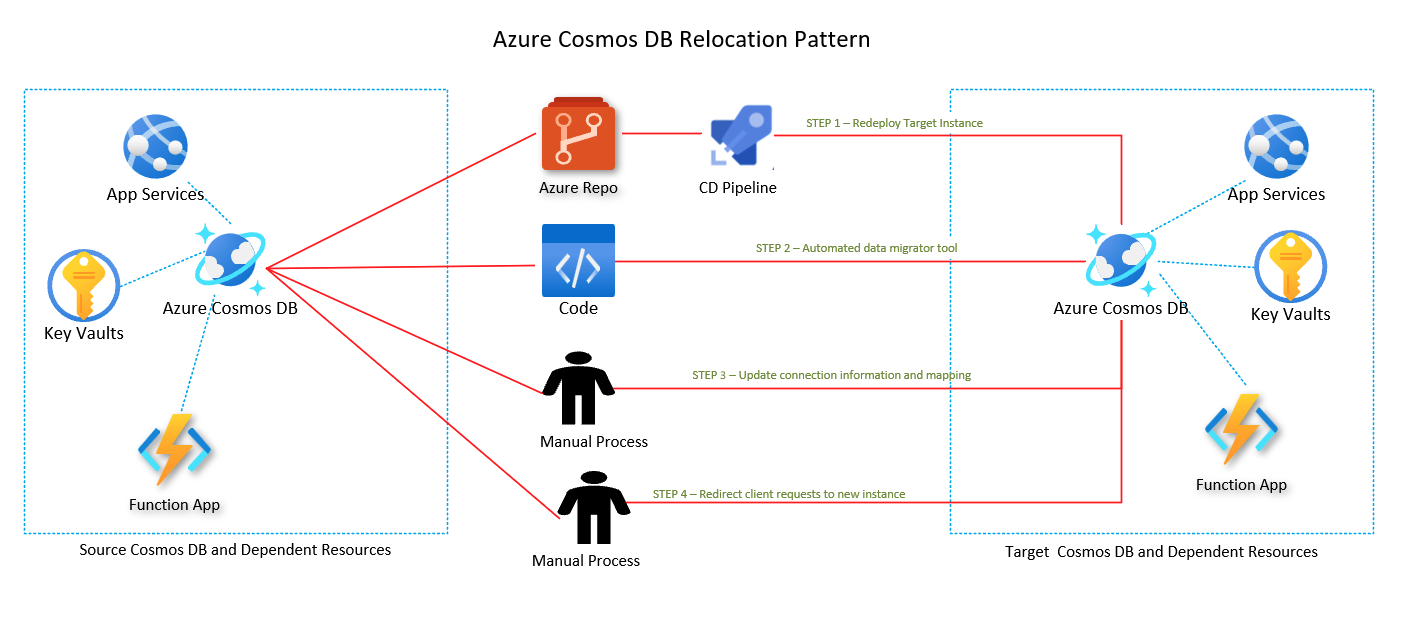 Azure Cosmos DB Relocation Pattern
App Services
Azure Cosmos DB
Key Vaults
Function App
Source Cosmos DB and Dependent Resources
Azure Repo
CD Pipeline
STEP 1 – Redeploy Target Instance
Code
STEP 2 – Automated data migrator tool
Manual Process
STEP 3 – Update connection information and mapping
Manual Process
STEP 4 – Redirect client requests to new instance
App Services
Azure Cosmos DB
Key Vaults
Function App
Target Cosmos DB and Dependent Resources